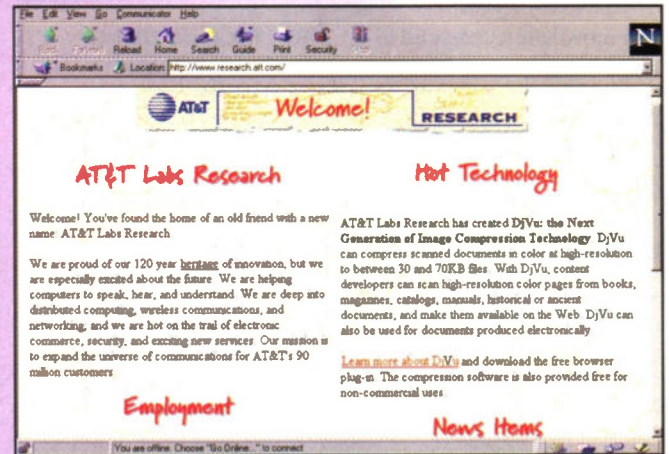 File Edit View Go Communicator Help
Back Forward Reload Home Search Guide Print Security Stop
Bookmarks Location: http://www.research.att.com/
N
AT&T Welcome! RESEARCH
AT&T Labs Research
Welcome! You've found the home of an old friend with a new
name: AT&T Labs Research
We are proud of our 120 year heritage of innovation, but we
are especially excited about the future. We are helping
computers to speak, hear, and understand. We are deep into
distributed computing, wireless communications, and
networking, and we are hot on the trail of electronic
commerce, security, and exciting new services. Our mission is
to expand the universe of communications for AT&T's 90
million customers.
Employment
Hot Technology
AT&T Labs Research has created DjVu: the Next
Generation of Image Compression Technology. DjVu
can compress scanned documents in color at high-resolution
to between 30 and 70KB files. With DjVu, content
developers can scan high-resolution color pages from books,
magazines, catalogs, manuals, historical or ancient
documents, and make them available on the Web. DjVu can
also be used for documents produced electronically.
Learn more about DjVu and download the free browser
plug-in. The compression software is also provided free for
non-commercial uses.
News Items
You are offline. Choose "Go Online..." to connect